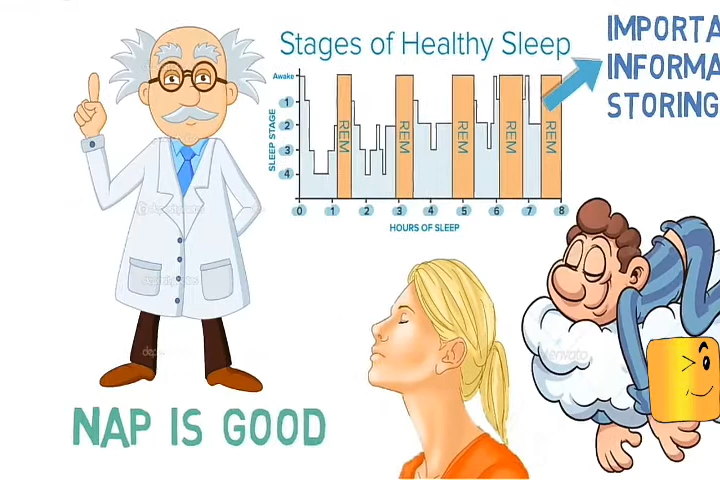 Stages of Healthy Sleep
IMPORTA
INFORMA
STORING
Awake
1
2
3
4
SLEEP STAGE
REM
REM
REM
REM
REM
0 1 2 3 4 5 6 7 8
HOURS OF SLEEP
envato
NAP IS GOOD